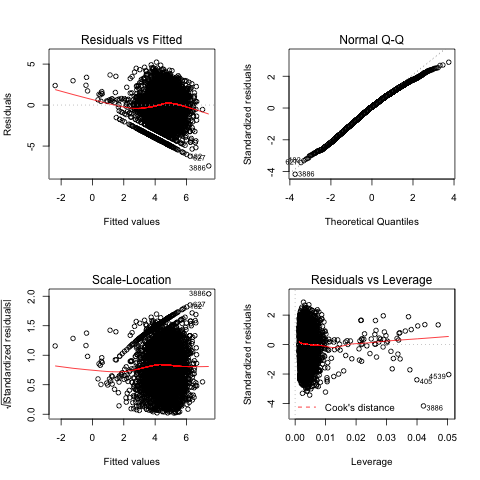 Residuals vs Fitted
Residuals
5
0
-5
3886
-2 0 2 4 6
Fitted values
Normal Q-Q
Standardized residuals
2
0
-2
-4
627
3886
-4 -2 0 2 4
Theoretical Quantiles
Scale-Location
√|Standardized residuals|
2.0
1.5
1.0
0.5
0.0
3886
627
-2 0 2 4 6
Fitted values
Residuals vs Leverage
Standardized residuals
2
0
-2
-4
4539
405
3886
Cook's distance
0.00 0.01 0.02 0.03 0.04 0.05
Leverage